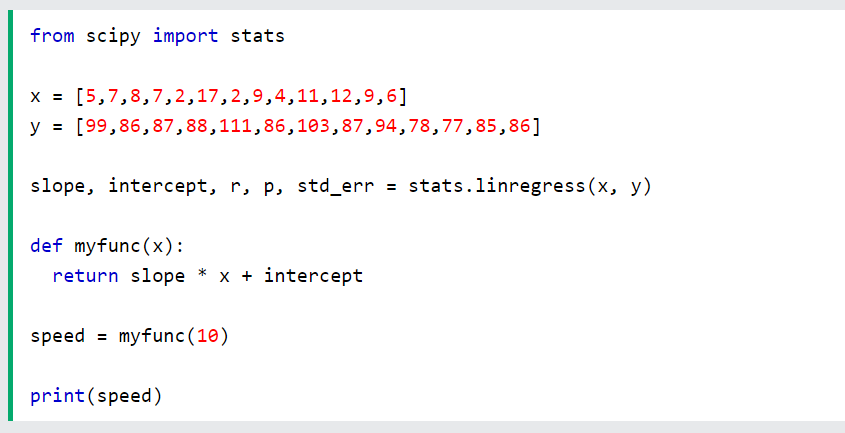 from scipy import stats
x = [5,7,8,7,2,17,2,9,4,11,12,9,6]
y = [99,86,87,88,111,86,103,87,94,78,77,85,86]
slope, intercept, r, p, std_err = stats.linregress(x, y)
def myfunc(x):
  return slope * x + intercept
speed = myfunc(10)
print(speed)